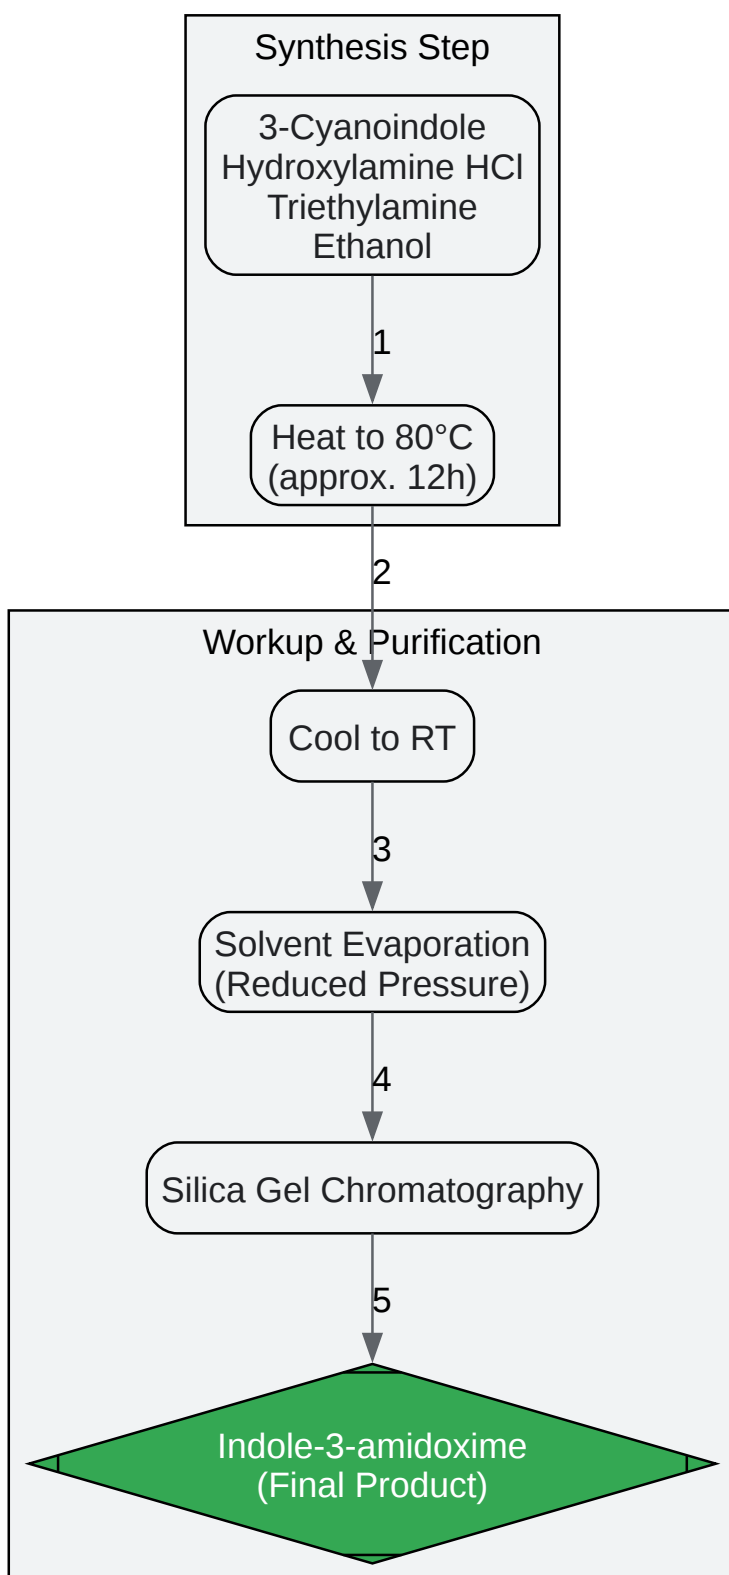 Synthesis Step
3-Cyanoindole
Hydroxylamine HCl
Triethylamine
Ethanol
1
Heat to 80°C
(approx. 12h)
2
Workup & Purification
Cool to RT
3
Solvent Evaporation
(Reduced Pressure)
4
Silica Gel Chromatography
5
Indole-3-amidoxime
(Final Product)